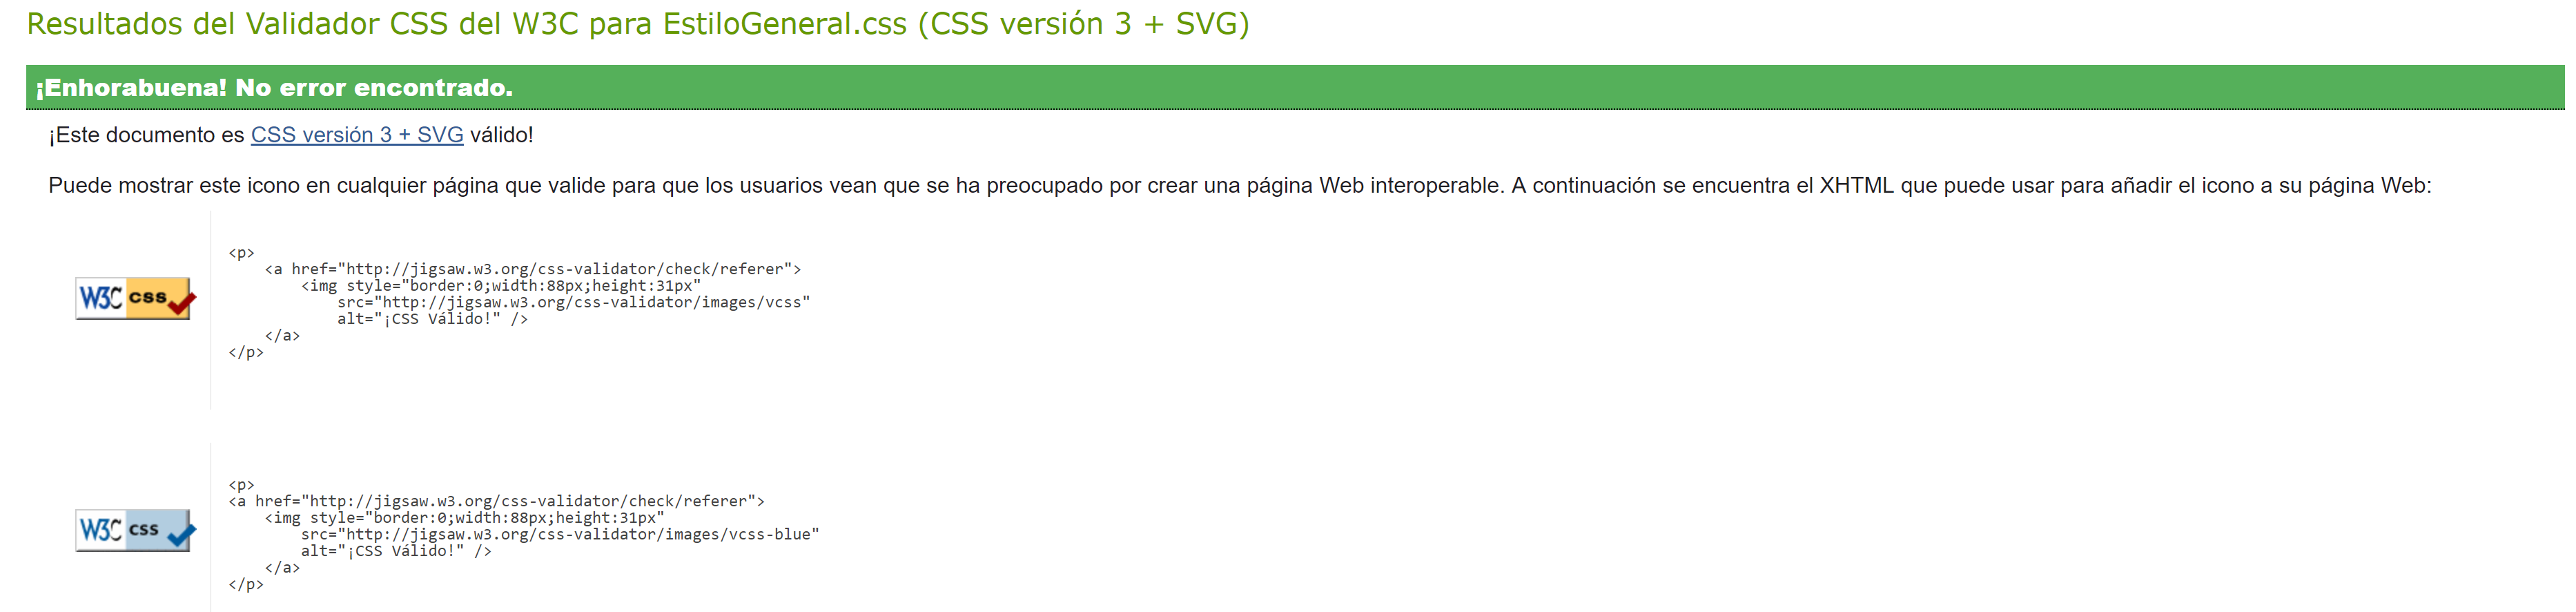 Resultados del Validador CSS del W3C para EstiloGeneral.css (CSS versión 3 + SVG)
¡Enhorabuena! No error encontrado.
¡Este documento es CSS versión 3 + SVG válido!
Puede mostrar este icono en cualquier página que valide para que los usuarios vean que se ha preocupado por crear una página Web interoperable. A continuación se encuentra el XHTML que puede usar para añadir el icono a su página Web:
W3C css
<p>
    <a href="http://jigsaw.w3.org/css-validator/check/referer">
        <img style="border:0;width:88px;height:31px"
            src="http://jigsaw.w3.org/css-validator/images/vcss"
            alt="¡CSS Válido!" />
    </a>
</p>
W3C css
<p>
<a href="http://jigsaw.w3.org/css-validator/check/referer">
    <img style="border:0;width:88px;height:31px"
        src="http://jigsaw.w3.org/css-validator/images/vcss-blue"
        alt="¡CSS Válido!" />
    </a>
</p>